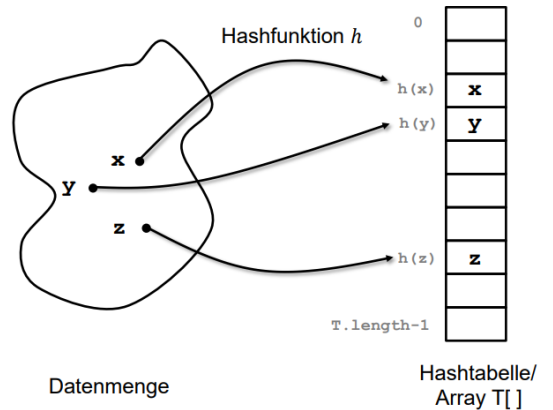 0
Hashfunktion h
h(x) x
h(y) y
x
y
z
h(z) z
T.length-1
Datenmenge
Hashtabelle/
Array T[ ]